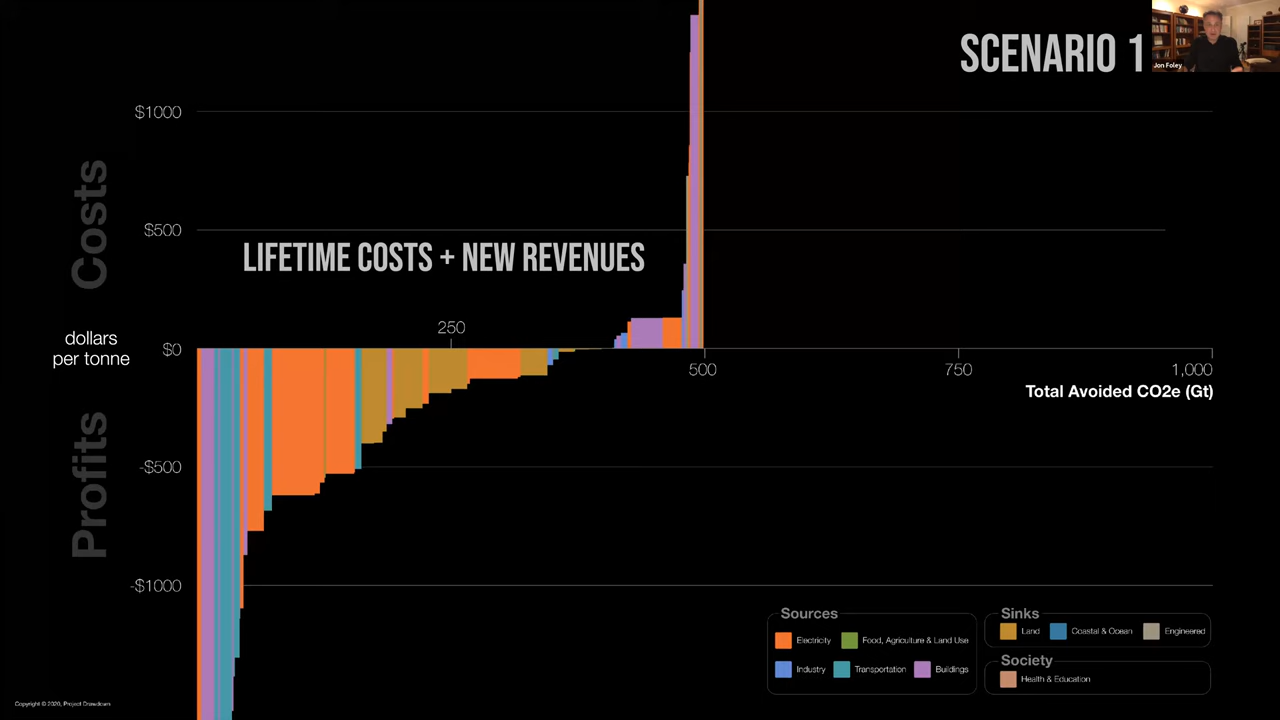 SCENARIO 1
Jon Foley
$1000
Costs
$500
LIFETIME COSTS + NEW REVENUES
250
dollars
per tonne
$0
500
750
1,000
Total Avoided CO2e (Gt)
Profits
-$500
-$1000
Sources
Electricity
Food, Agriculture & Land Use
Industry
Transportation
Buildings
Sinks
Land
Coastal & Ocean
Engineered
Society
Health & Education
Copyright © 2020, Project Drawdown